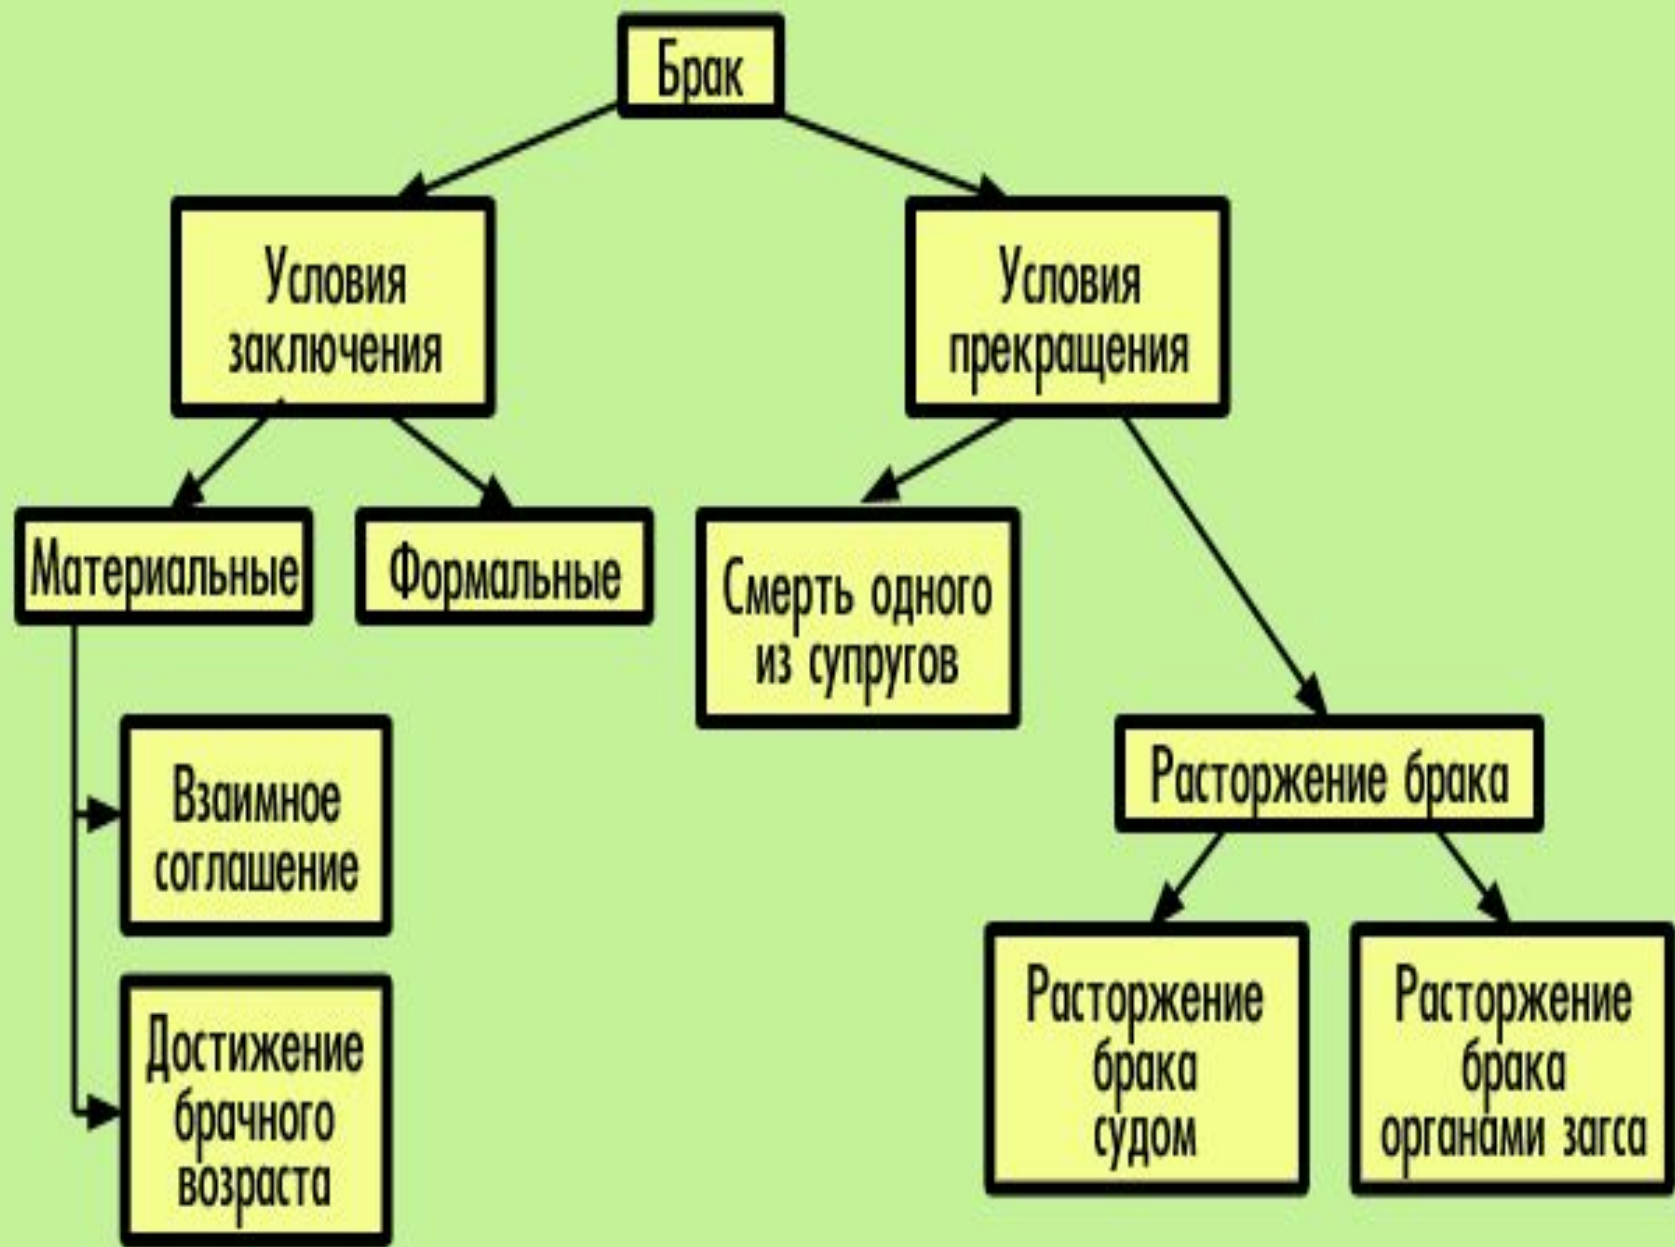 Брак
Условия
заключения
Условия
прекращения
Материальные
Формальные
Смерть одного
из супругов
Взаимное
соглашение
Расторжение брака
Достижение
брачного
возраста
Расторжение
брака
судом
Расторжение
брака
органами загса